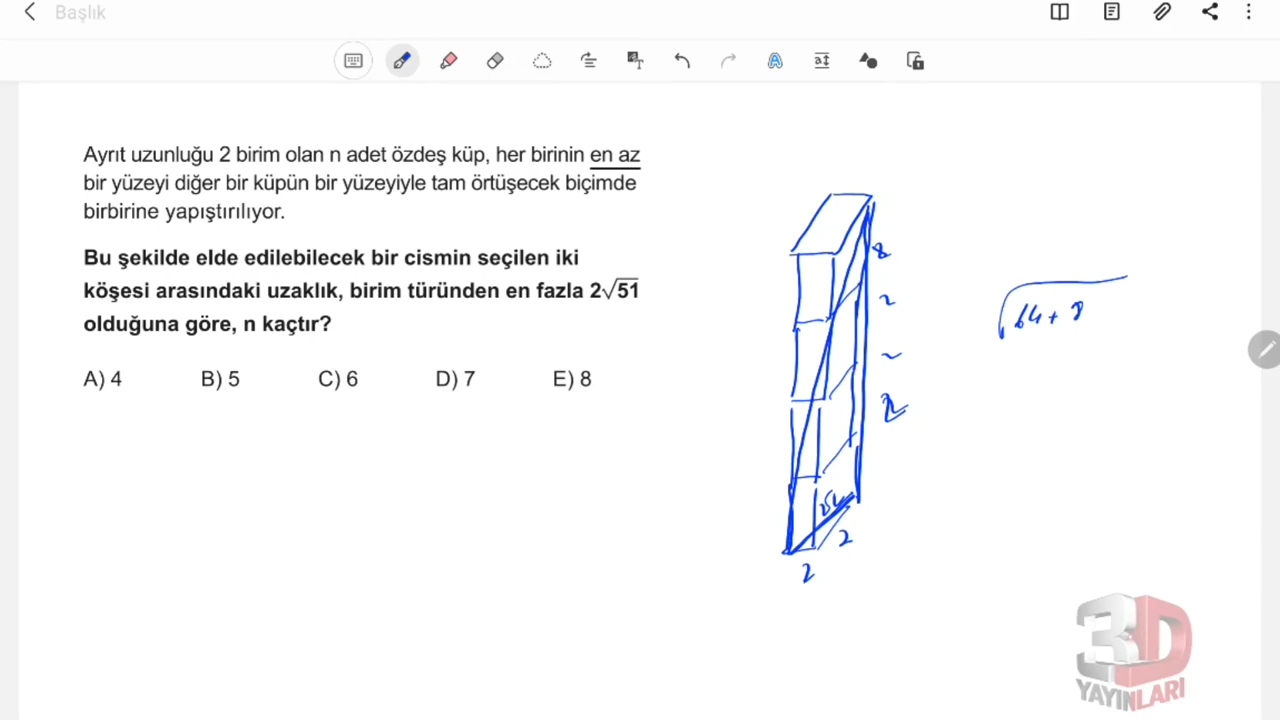 Başlık
Ayrıt uzunluğu 2 birim olan n adet özdeş küp, her birinin en az
bir yüzeyi diğer bir küpün bir yüzeyiyle tam örtüşecek biçimde
birbirine yapıştırılıyor.
Bu şekilde elde edilebilecek bir cismin seçilen iki
köşesi arasındaki uzaklık, birim türünden en fazla 2√51
olduğuna göre, n kaçtır?
A) 4 B) 5 C) 6 D) 7 E) 8
8
2
2
2
√64 + 8
2√2
2
2
3D
YAYINLARI